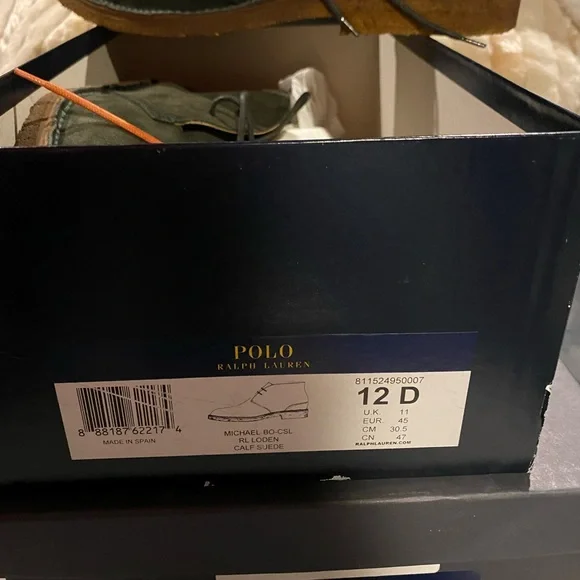 POLO
RALPH LAUREN
8 88187 62217 4
MADE IN SPAIN
MICHAEL BO-CSL
RL LODEN
CALF SUEDE
811524950007
12 D
U.K 11
EUR. 45
CM 30.5
CN 47
RALPHLAUREN.COM